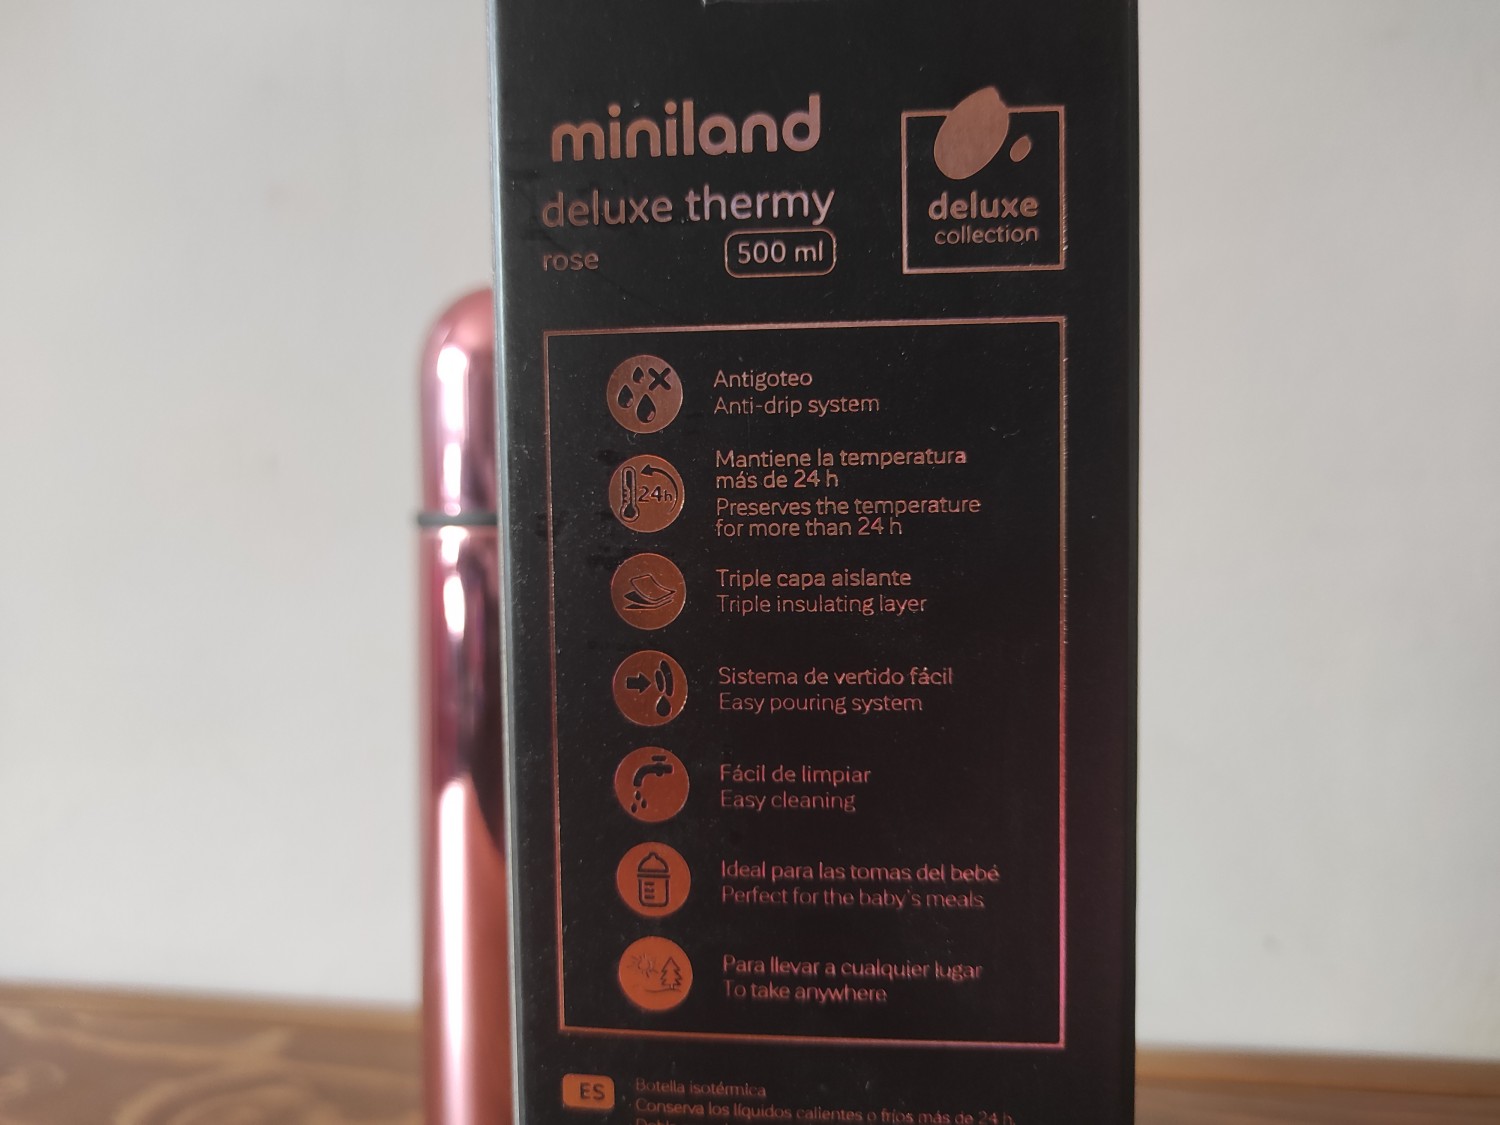 miniland
deluxe thermy
rose
500 ml
deluxe
collection
Antigoteo
Anti-drip system
24h
Mantiene la temperatura
más de 24 h
Preserves the temperature
for more than 24 h
Triple capa aislante
Triple insulating layer
Sistema de vertido fácil
Easy pouring system
Fácil de limpiar
Easy cleaning
Ideal para las tomas del bebé
Perfect for the baby's meals
Para llevar a cualquier lugar
To take anywhere
ES
Botella isotérmica
Conserva los líquidos calientes o fríos más de 24 h.